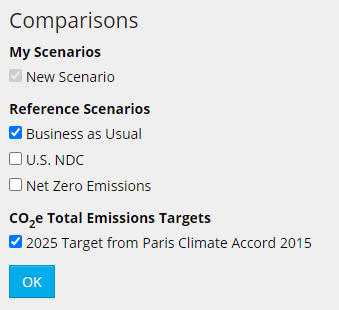 Comparisons
My Scenarios
New Scenario
Reference Scenarios
Business as Usual
U.S. NDC
Net Zero Emissions
CO2e Total Emissions Targets
2025 Target from Paris Climate Accord 2015
OK